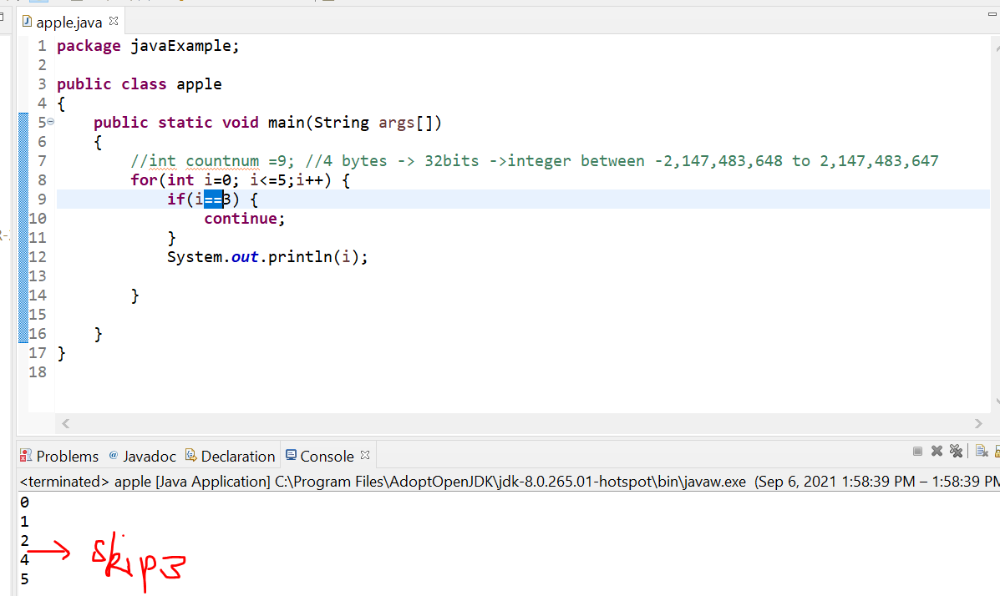 apple.java
1 package javaExample;
2
3 public class apple
4 {
5 public static void main(String args[])
6 {
7 //int countnum =9; //4 bytes -> 32bits ->integer between -2,147,483,648 to 2,147,483,647
8 for(int i=0; i<=5;i++) {
9 if(i==3) {
10 continue;
11 }
12 System.out.println(i);
13
14 }
15
16 }
17 }
18
Problems @ Javadoc Declaration Console
<terminated> apple [Java Application] C:\Program Files\AdoptOpenJDK\jdk-8.0.265.01-hotspot\bin\javaw.exe (Sep 6, 2021 1:58:39 PM – 1:58:39 PM
0
1
2
skip3
4
5